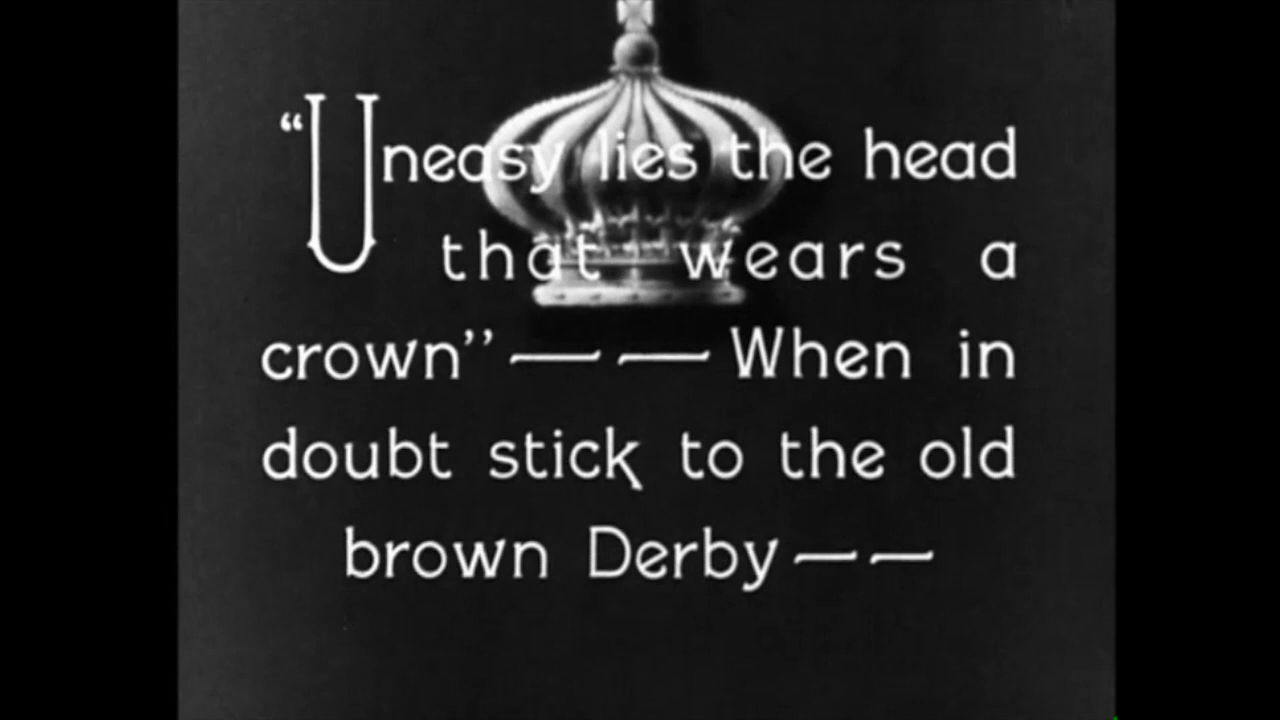 “Uneasy lies the head
that wears a
crown” — — When in
doubt stick to the old
brown Derby — —